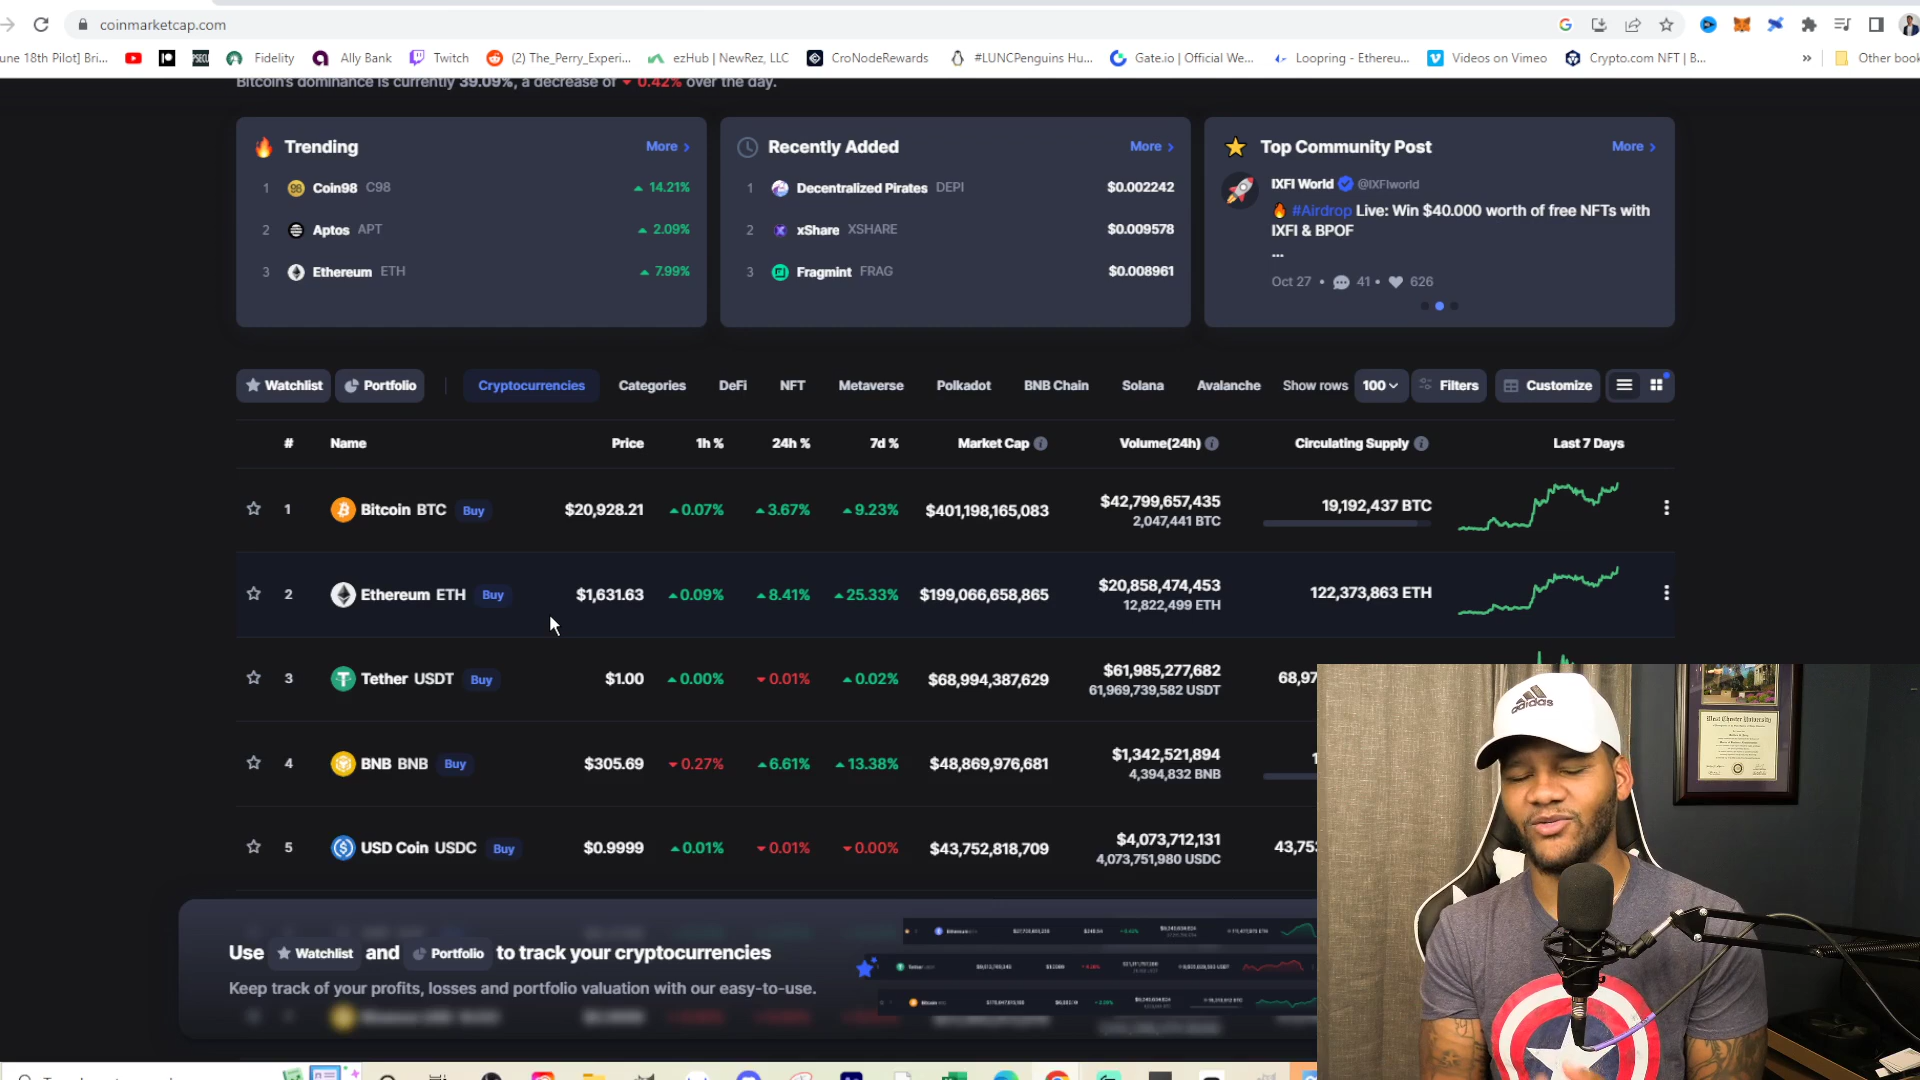 coinmarketcap.com
une 18th Pilot] Bri... Fidelity Ally Bank Twitch (2) The_Perry_Experi... ezHub | NewRez, LLC CroNodeRewards #LUNCPenguins Hu... Gate.io | Official We... Loopring - Ethereu... Videos on Vimeo Crypto.com NFT | B... » Other book
Bitcoin's dominance is currently 39.09%, a decrease of 0.42% over the day.
Trending More
1 Coin98 C98 14.21%
2 Aptos APT 2.09%
3 Ethereum ETH 7.99%
Recently Added More
1 Decentralized Pirates DEPI $0.002242
2 xShare XSHARE $0.009578
3 Fragmint FRAG $0.008961
Top Community Post More
IXFI World @IXFIworld
#Airdrop Live: Win $40.000 worth of free NFTs with
IXFI & BPOF
...
Oct 27 • 41 • 626
Watchlist Portfolio Cryptocurrencies Categories DeFi NFT Metaverse Polkadot BNB Chain Solana Avalanche Show rows 100 Filters Customize
# Name Price 1h % 24h % 7d % Market Cap Volume(24h) Circulating Supply Last 7 Days
1 Bitcoin BTC Buy $20,928.21 0.07% 3.67% 9.23% $401,198,165,083 $42,799,657,435 19,192,437 BTC
2,047,441 BTC
2 Ethereum ETH Buy $1,631.63 0.09% 8.41% 25.33% $199,066,658,865 $20,858,474,453 122,373,863 ETH
12,822,499 ETH
3 Tether USDT Buy $1.00 0.00% 0.01% 0.02% $68,994,387,629 $61,985,277,682 68,97
61,969,739,582 USDT
4 BNB BNB Buy $305.69 0.27% 6.61% 13.38% $48,869,976,681 $1,342,521,894 1
4,394,832 BNB
5 USD Coin USDC Buy $0.9999 0.01% 0.01% 0.00% $43,752,818,709 $4,073,712,131 43,75
4,073,751,980 USDC
Use Watchlist and Portfolio to track your cryptocurrencies
Keep track of your profits, losses and portfolio valuation with our easy-to-use.
adidas
West Chester University